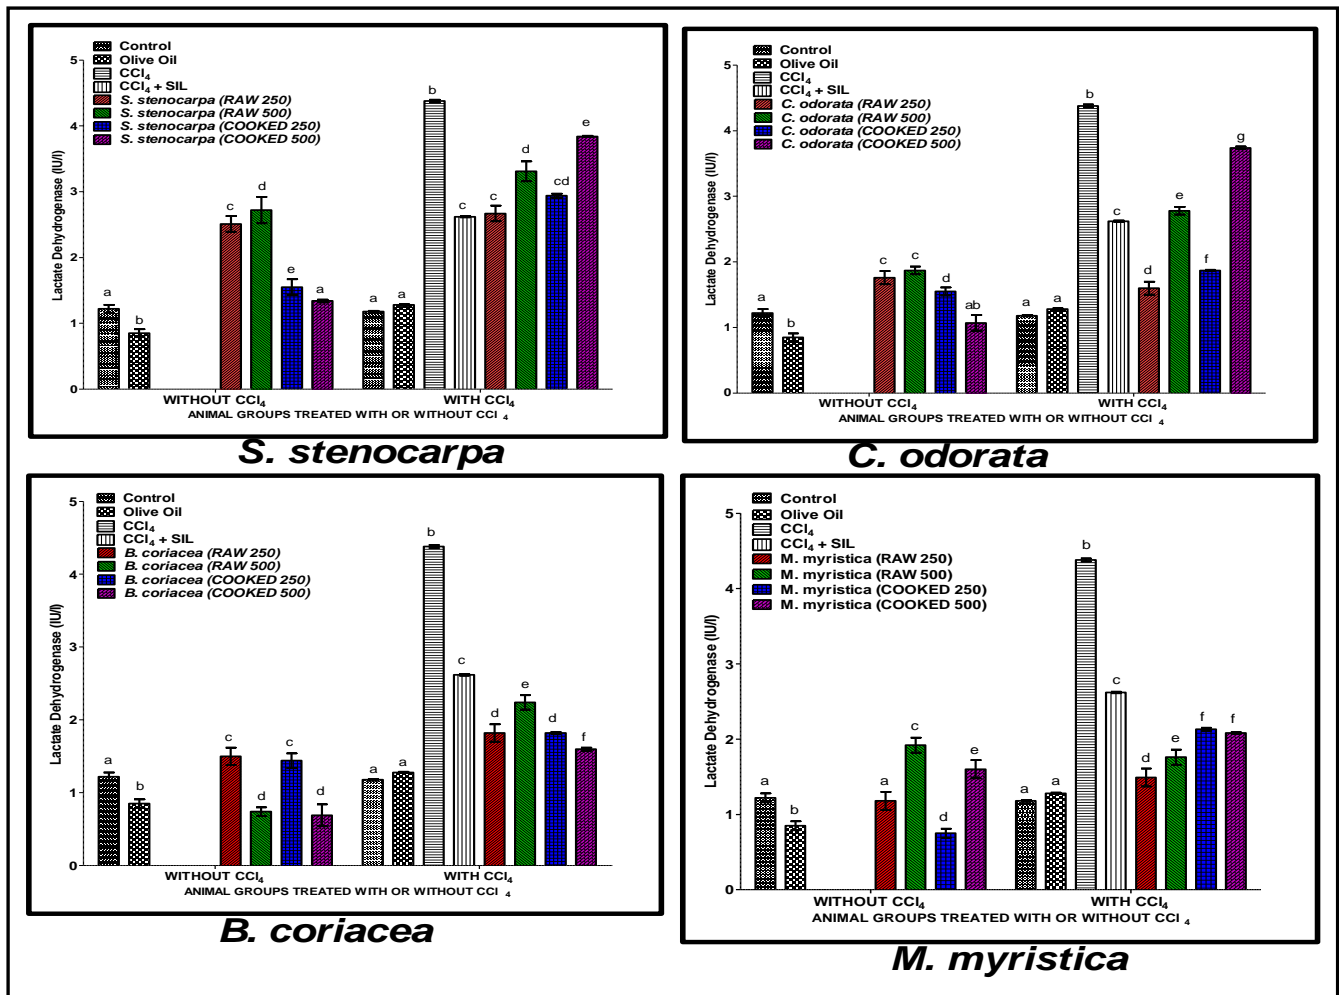 Control
Olive Oil
CCl4
CCl4 + SIL
S. stenocarpa (RAW 250)
S. stenocarpa (RAW 500)
S. stenocarpa (COOKED 250)
S. stenocarpa (COOKED 500)
Lactate Dehydrogenase (IU/l)
5
4
3
2
1
0
a b c d e a a a b c c d cd e
WITHOUT CCl4 WITH CCl4
ANIMAL GROUPS TREATED WITH OR WITHOUT CCl 4
S. stenocarpa
Control
Olive Oil
CCl4
CCl4 + SIL
C. odorata (RAW 250)
C. odorata (RAW 500)
C. odorata (COOKED 250)
C. odorata (COOKED 500)
Lactate Dehydrogenase (IU/l)
5
4
3
2
1
0
a b c c d ab a a b c d e f g
WITHOUT CCl4 WITH CCl4
ANIMAL GROUPS TREATED WITH OR WITHOUT CCl 4
C. odorata
Control
Olive Oil
CCl4
CCl4 + SIL
B. coriacea (RAW 250)
B. coriacea (RAW 500)
B. coriacea (COOKED 250)
B. coriacea (COOKED 500)
Lactate Dehydrogenase (IU/l)
5
4
3
2
1
0
a b c d c d a a b c d e d f
WITHOUT CCl4 WITH CCl4
ANIMAL GROUPS TREATED WITH OR WITHOUT CCl 4
B. coriacea
Control
Olive Oil
CCl4
CCl4 + SIL
M. myristica (RAW 250)
M. myristica (RAW 500)
M. myristica (COOKED 250)
M. myristica (COOKED 500)
Lactate Dehydrogenase (IU/l)
5
4
3
2
1
0
a b a c d e a a b c d e f f
WITHOUT CCl4 WITH CCl4
ANIMAL GROUPS TREATED WITH OR WITHOUT CCl 4
M. myristica